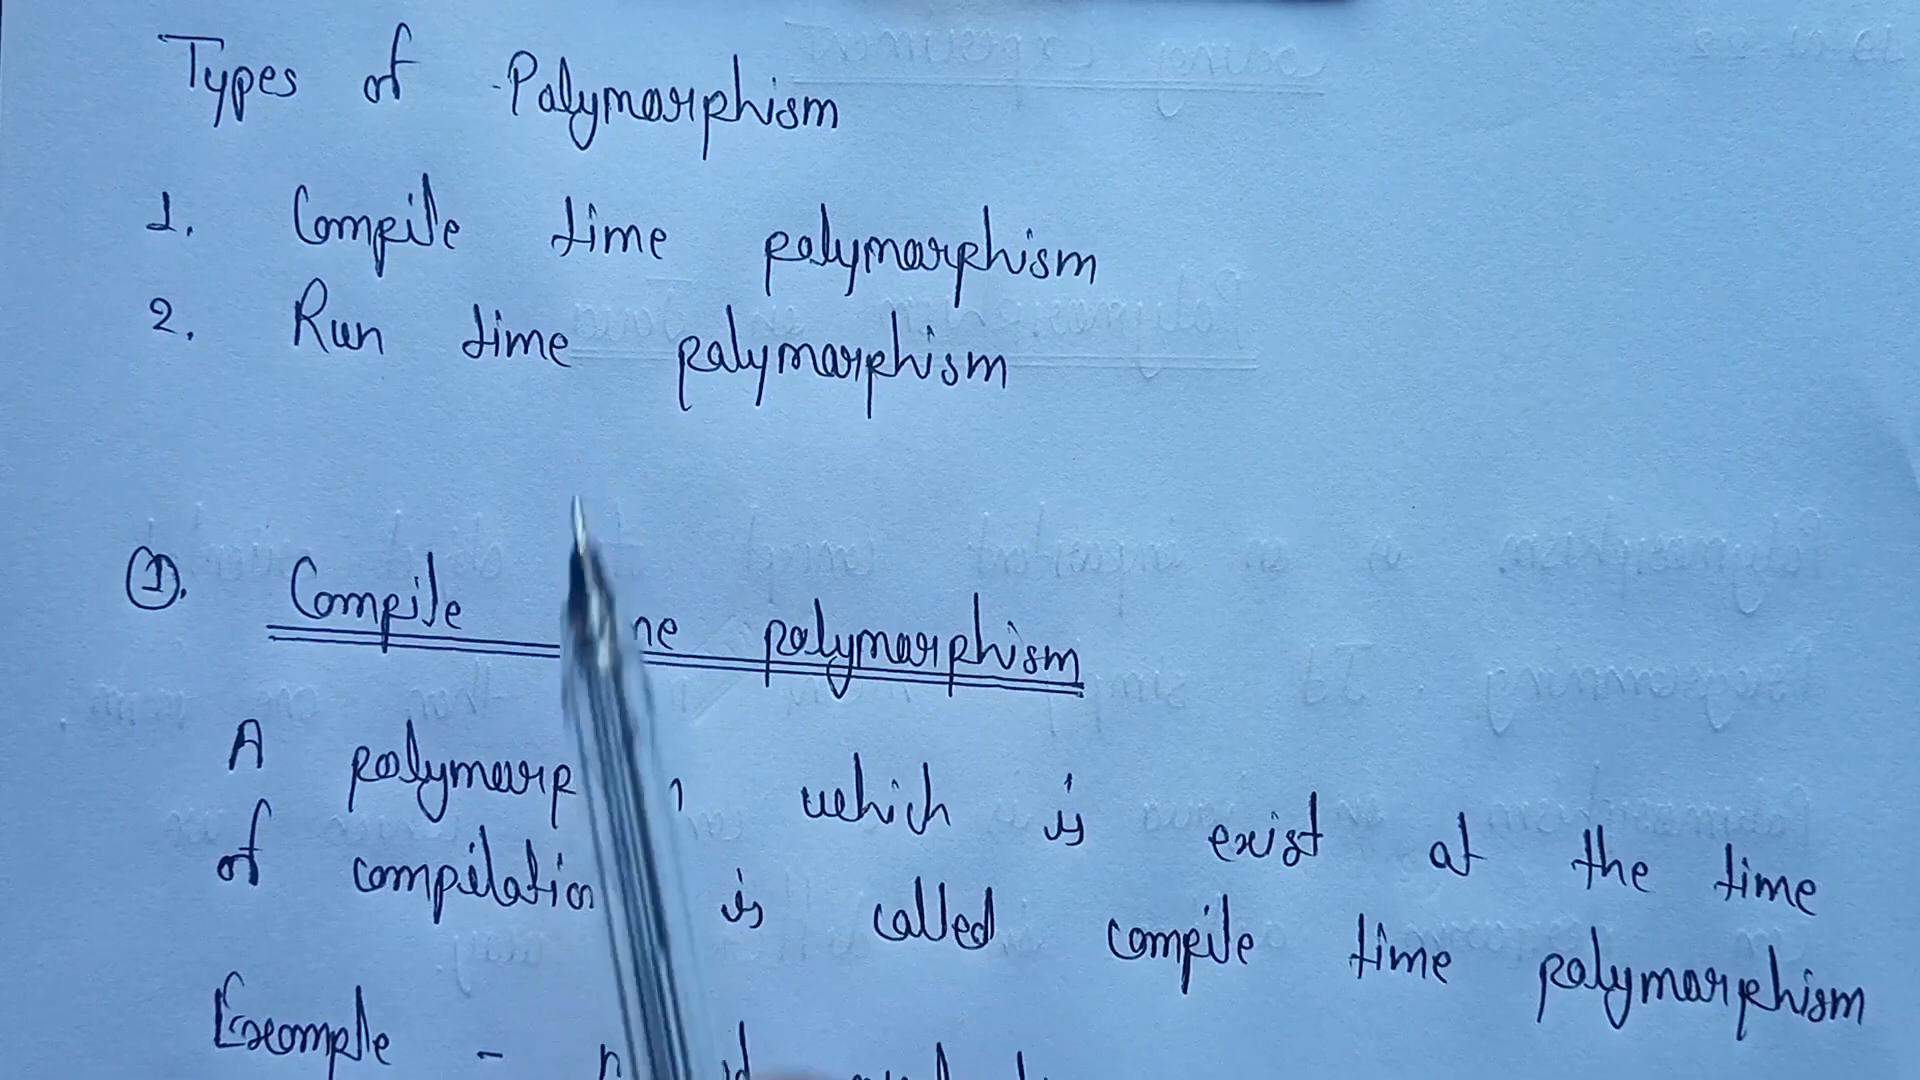 Types of Polymorphism
1. Compile time polymorphism
2. Run time polymorphism
1. Compile polymorphism
A which is exist at the time
of compilation is called compile time polymorphism
Example -